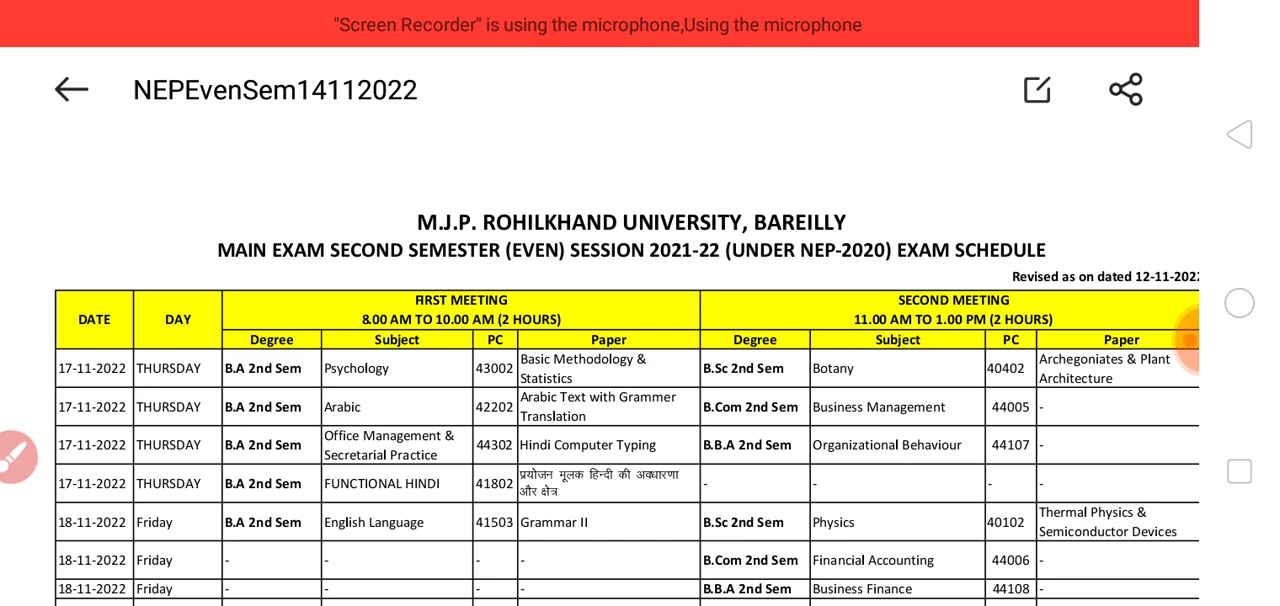 "Screen Recorder" is using the microphone,Using the microphone
NEPEvenSem14112022
M.J.P. ROHILKHAND UNIVERSITY, BAREILLY
MAIN EXAM SECOND SEMESTER (EVEN) SESSION 2021-22 (UNDER NEP-2020) EXAM SCHEDULE
Revised as on dated 12-11-2022
DATE DAY FIRST MEETING SECOND MEETING
8.00 AM TO 10.00 AM (2 HOURS) 11.00 AM TO 1.00 PM (2 HOURS)
Degree Subject PC Paper Degree Subject PC Paper
17-11-2022 THURSDAY B.A 2nd Sem Psychology 43002 Basic Methodology & Statistics B.Sc 2nd Sem Botany 40402 Archegoniates & Plant Architecture
17-11-2022 THURSDAY B.A 2nd Sem Arabic 42202 Arabic Text with Grammer Translation B.Com 2nd Sem Business Management 44005 -
17-11-2022 THURSDAY B.A 2nd Sem Office Management & Secretarial Practice 44302 Hindi Computer Typing B.B.A 2nd Sem Organizational Behaviour 44107 -
17-11-2022 THURSDAY B.A 2nd Sem FUNCTIONAL HINDI 41802 प्रयोजन मूलक हिन्दी की अवधारणा और क्षेत्र - - - -
18-11-2022 Friday B.A 2nd Sem English Language 41503 Grammar II B.Sc 2nd Sem Physics 40102 Thermal Physics & Semiconductor Devices
18-11-2022 Friday - - - - B.Com 2nd Sem Financial Accounting 44006 -
18-11-2022 Friday - - - - B.B.A 2nd Sem Business Finance 44108 -